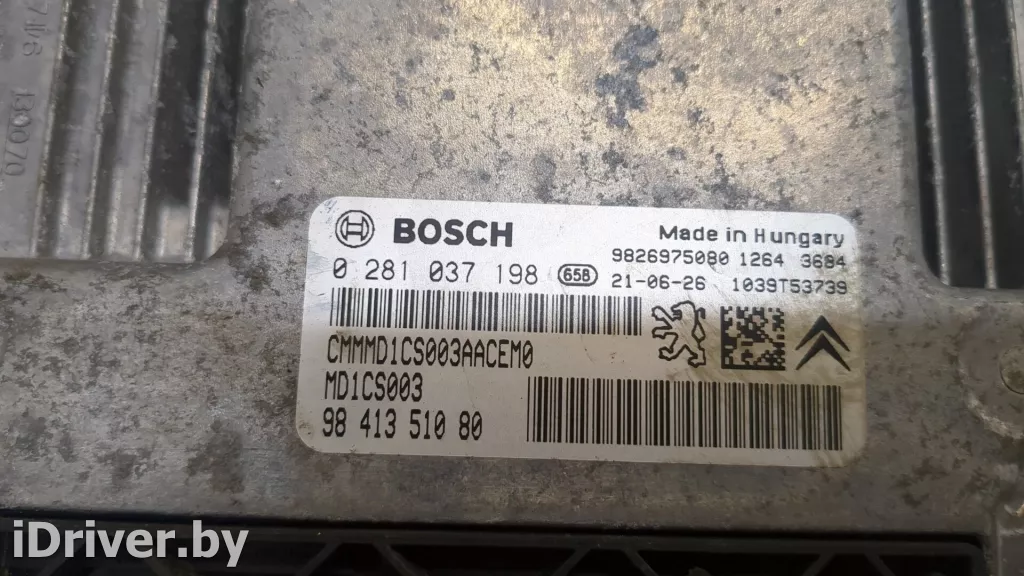 BOSCH
Made in Hungary
0 281 037 198 65B
9826975080 1264 3684
21-06-26 1039T53739
CMMMD1CS003AACEM0
MD1CS003
98 413 510 80
iDriver.by